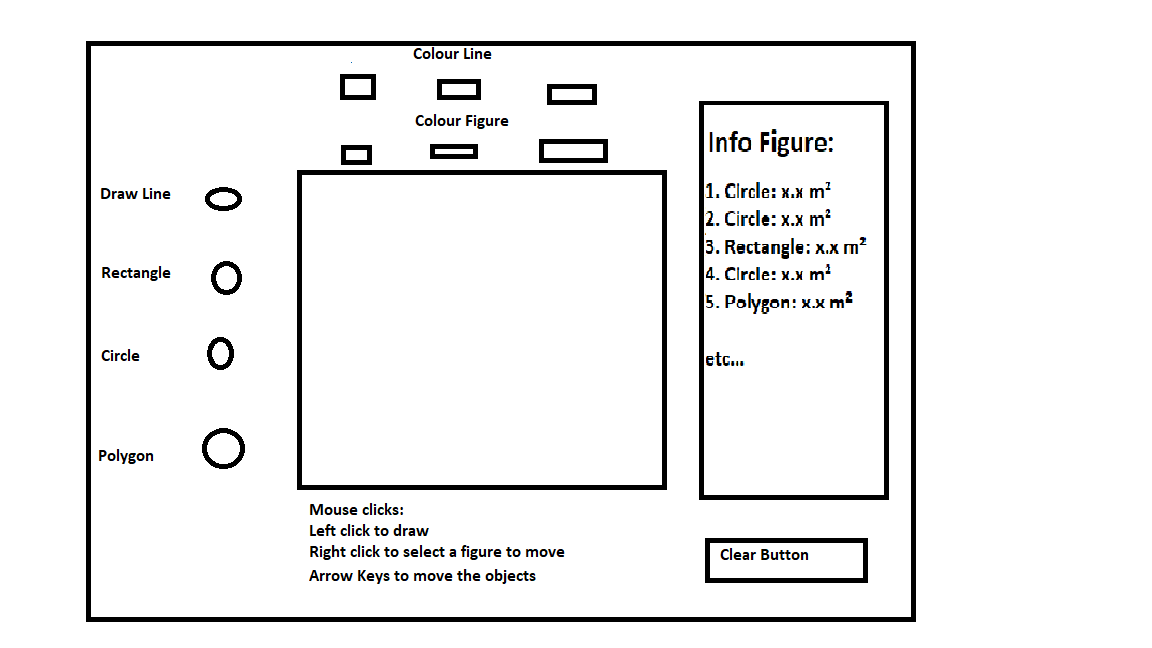 Colour Line
Colour Figure
Draw Line
Rectangle
Circle
Polygon
Info Figure:
1. Circle: x.x m²
2. Circle: x.x m²
3. Rectangle: x.x m²
4. Circle: x.x m²
5. Polygon: x.x m²
etc...
Mouse clicks:
Left click to draw
Right click to select a figure to move
Arrow Keys to move the objects
Clear Button